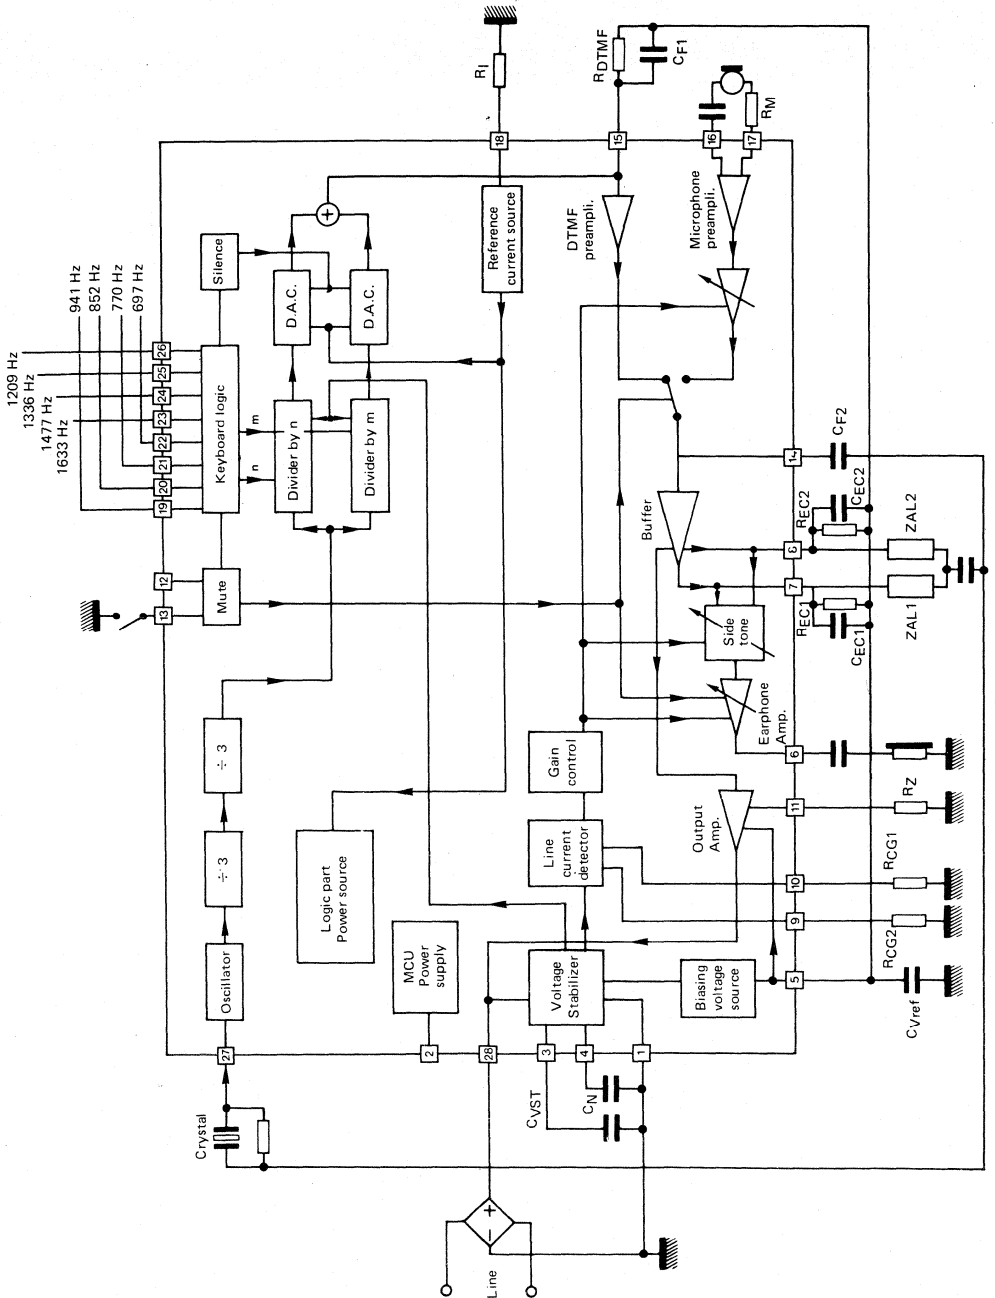 1209 Hz
1336 Hz
1477 Hz
1633 Hz
941 Hz
852 Hz
770 Hz
697 Hz
26
25
24
23
22
21
20
19
12
13
Keyboard logic
Silence
Mute
n
m
Divider by n
Divider by m
D.A.C.
D.A.C.
+
÷ 3
÷ 3
Oscillator
27
Crystal
Logic part
Power source
MCU
Power
supply
2
Reference
current source
18
RI
15
RDTMF
CF1
16
17
RM
DTMF
preampli.
Microphone
preampli.
Buffer
14
CF2
8
7
REC2
CEC2
ZAL2
REC1
CEC1
ZAL1
Side
tone
Earphone
Amp.
6
Gain
control
Line
current
detector
Output
Amp.
11
RZ
10
RCG1
9
RCG2
5
CVref
Voltage
Stabilizer
Biasing
voltage
source
28
3
4
1
CVST
CN
+
−
Line